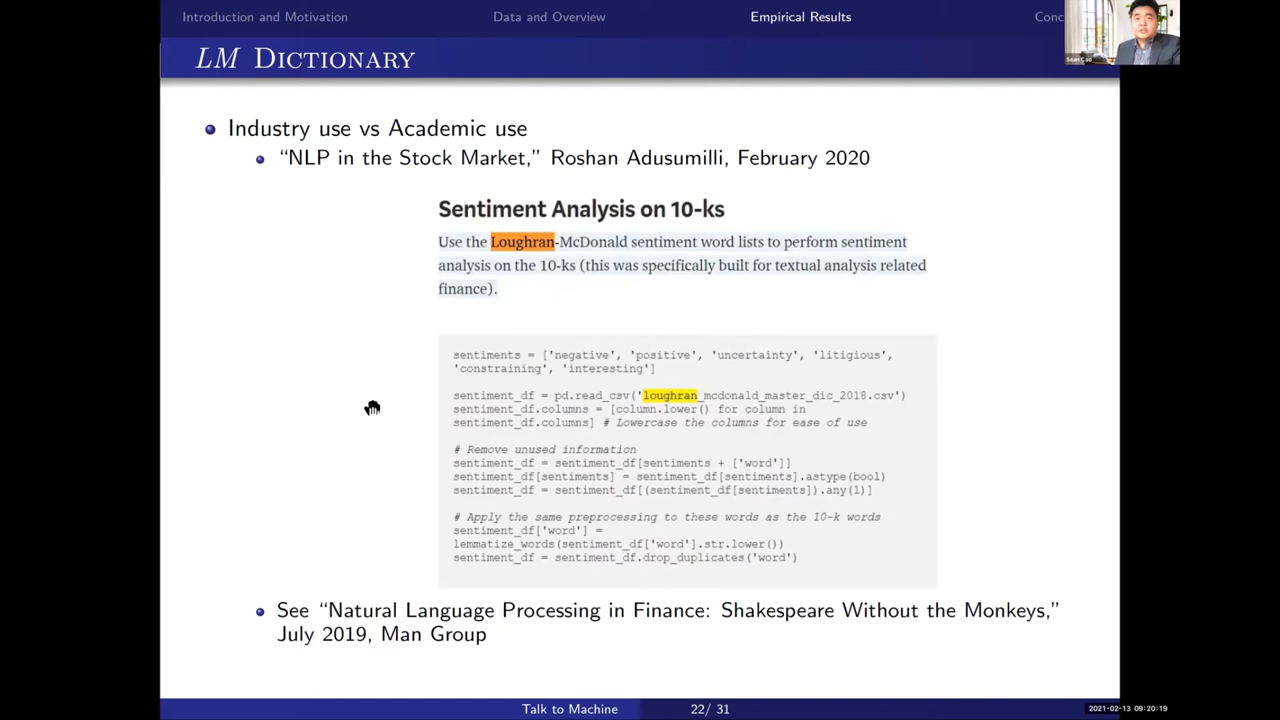 Introduction and Motivation Data and Overview Empirical Results Conc
LM DICTIONARY
Sean Cao
Industry use vs Academic use
“NLP in the Stock Market,” Roshan Adusumilli, February 2020
Sentiment Analysis on 10-ks
Use the Loughran-McDonald sentiment word lists to perform sentiment
analysis on the 10-ks (this was specifically built for textual analysis related
finance).
sentiments = ['negative', 'positive', 'uncertainty', 'litigious',
'constraining', 'interesting']
sentiment_df = pd.read_csv('loughran_mcdonald_master_dic_2018.csv')
sentiment_df.columns = [column.lower() for column in
sentiment_df.columns] # Lowercase the columns for ease of use
# Remove unused information
sentiment_df = sentiment_df[sentiments + ['word']]
sentiment_df[sentiments] = sentiment_df[sentiments].astype(bool)
sentiment_df = sentiment_df[(sentiment_df[sentiments]).any(1)]
# Apply the same preprocessing to these words as the 10-k words
sentiment_df['word'] =
lemmatize_words(sentiment_df['word'].str.lower())
sentiment_df = sentiment_df.drop_duplicates('word')
See “Natural Language Processing in Finance: Shakespeare Without the Monkeys,”
July 2019, Man Group
Talk to Machine 22/ 31
2021-02-13 09:20:19